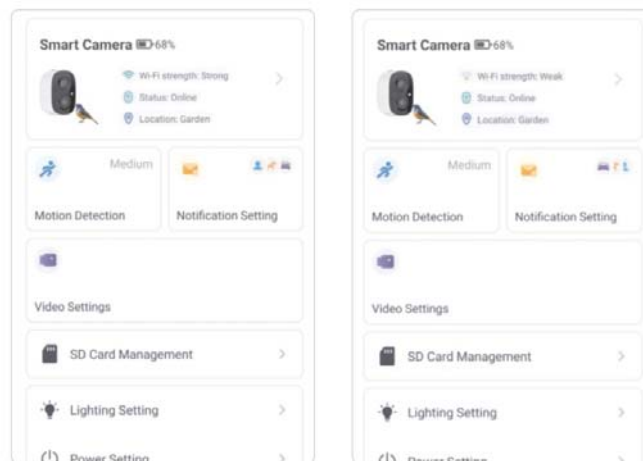 Smart Camera 68%
Wi-Fi strength: Strong
Status: Online
Location: Garden
Medium
Motion Detection
Notification Setting
Video Settings
SD Card Management
Lighting Setting
Power Setting
Smart Camera 68%
Wi-Fi strength: Weak
Status: Online
Location: Garden
Medium
Motion Detection
Notification Setting
Video Settings
SD Card Management
Lighting Setting
Power Setting